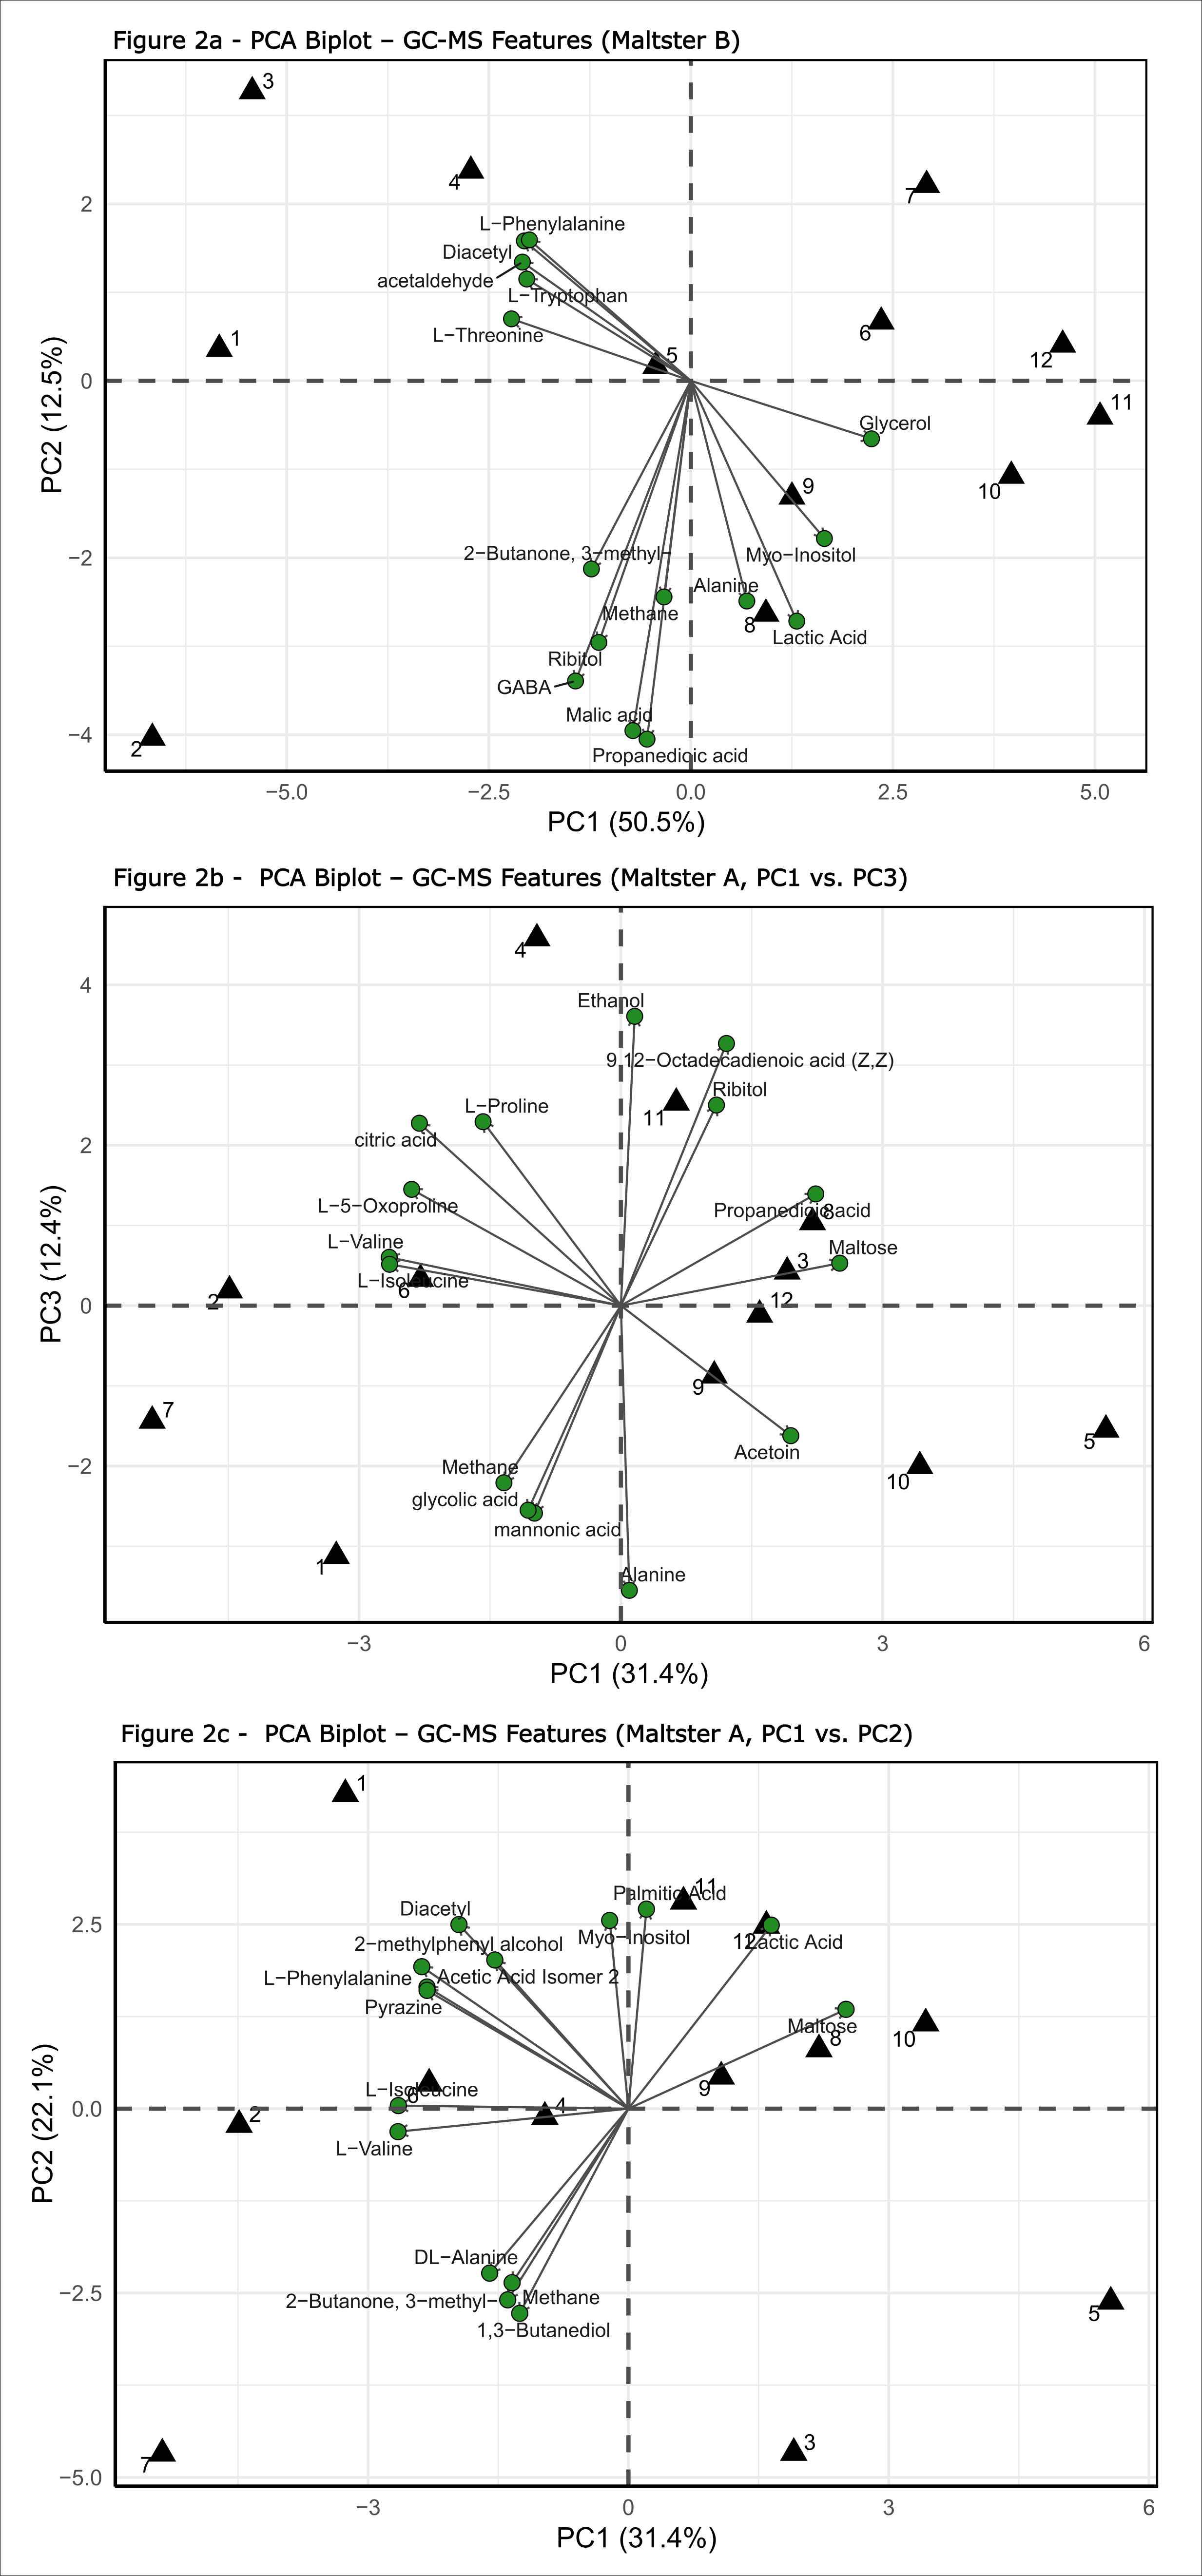 Figure 2a - PCA Biplot – GC-MS Features (Maltster B)
3
4
7
2
L−Phenylalanine
Diacetyl
acetaldehyde
L−Tryptophan
L−Threonine
1
5
6
12
0
11
Glycerol
10
9
Myo−Inositol
−2
2−Butanone, 3−methyl−
Alanine
Methane
8
Lactic Acid
Ribitol
GABA
Malic acid
−4
2
Propanedioic acid
−5.0
−2.5
0.0
2.5
5.0
PC1 (50.5%)
PC2 (12.5%)
Figure 2b - PCA Biplot – GC-MS Features (Maltster A, PC1 vs. PC3)
4
4
Ethanol
9,12−Octadecadienoic acid (Z,Z)
Ribitol
11
L−Proline
citric acid
2
L−5−Oxoproline
Propanedioic acid
8
L−Valine
Maltose
3
L−Isoleucine
6
2
12
0
9
7
Acetoin
5
10
−2
Methane
glycolic acid
mannonic acid
1
Alanine
−3
0
3
6
PC1 (31.4%)
PC3 (12.4%)
Figure 2c - PCA Biplot – GC-MS Features (Maltster A, PC1 vs. PC2)
1
11
Palmitic Acid
Diacetyl
2.5
Myo−Inositol
12
Lactic Acid
2−methylphenyl alcohol
L−Phenylalanine
Acetic Acid Isomer 2
Pyrazine
Maltose
8
10
9
L−Isoleucine
6
4
2
0.0
L−Valine
DL−Alanine
−2.5
2−Butanone, 3−methyl−
Methane
1,3−Butanediol
5
3
7
−5.0
−3
0
3
6
PC1 (31.4%)
PC2 (22.1%)